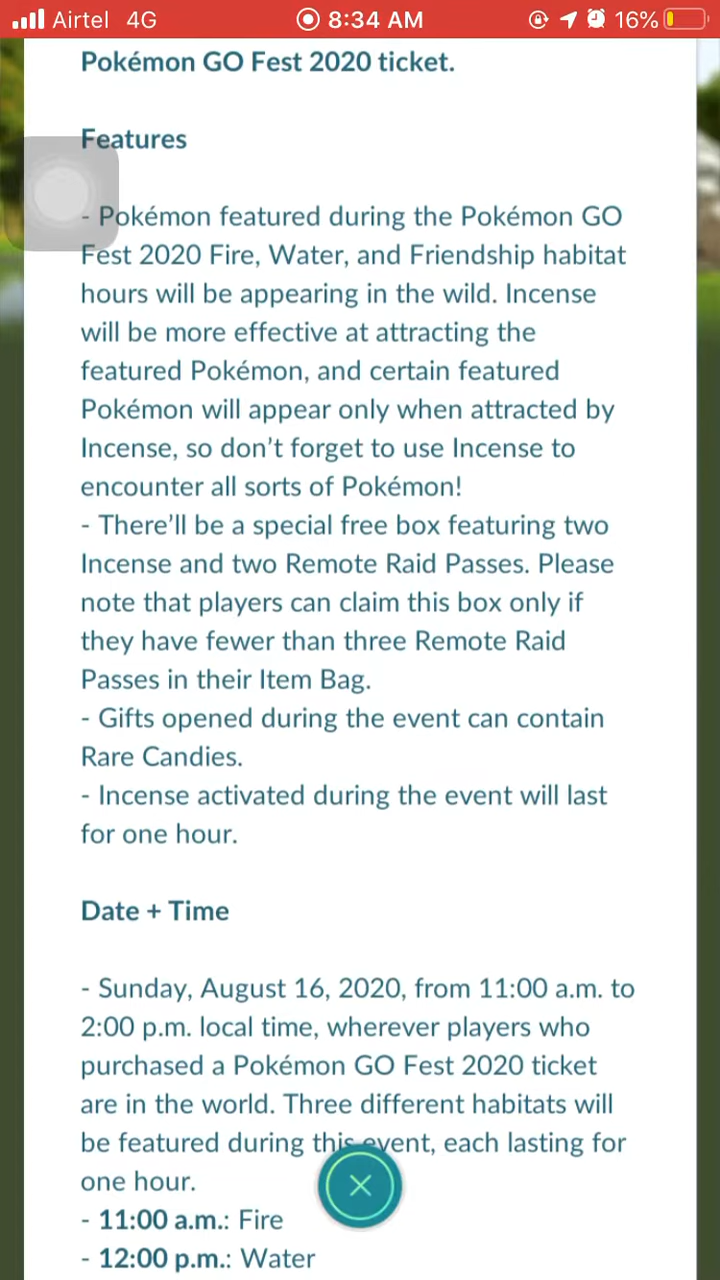 Airtel 4G 8:34 AM 16%
Pokémon GO Fest 2020 ticket.
Features
- Pokémon featured during the Pokémon GO
Fest 2020 Fire, Water, and Friendship habitat
hours will be appearing in the wild. Incense
will be more effective at attracting the
featured Pokémon, and certain featured
Pokémon will appear only when attracted by
Incense, so don’t forget to use Incense to
encounter all sorts of Pokémon!
- There’ll be a special free box featuring two
Incense and two Remote Raid Passes. Please
note that players can claim this box only if
they have fewer than three Remote Raid
Passes in their Item Bag.
- Gifts opened during the event can contain
Rare Candies.
- Incense activated during the event will last
for one hour.
Date + Time
- Sunday, August 16, 2020, from 11:00 a.m. to
2:00 p.m. local time, wherever players who
purchased a Pokémon GO Fest 2020 ticket
are in the world. Three different habitats will
be featured during this event, each lasting for
one hour.
- 11:00 a.m.: Fire
- 12:00 p.m.: Water